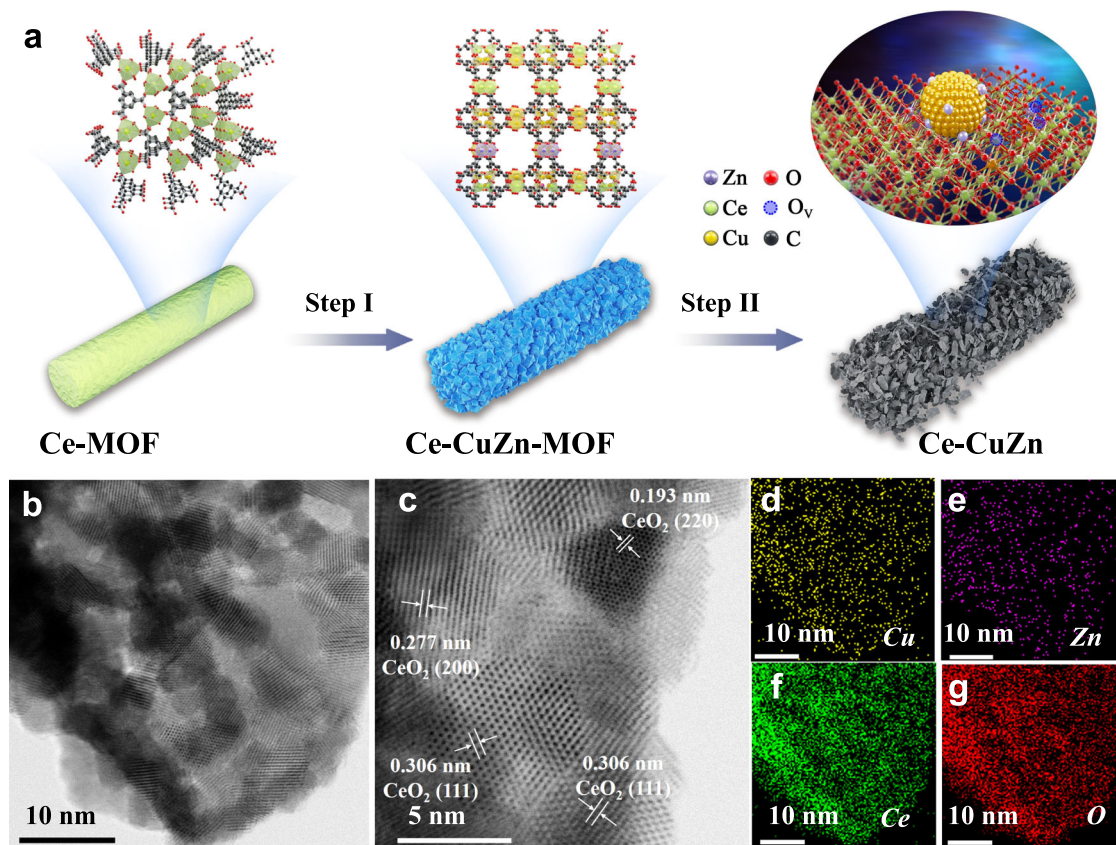 a
Zn
O
Ce
O_V
Cu
C
Step I
Step II
Ce-MOF
Ce-CuZn-MOF
Ce-CuZn
b
10 nm
c
0.193 nm
CeO₂ (220)
0.277 nm
CeO₂ (200)
0.306 nm
CeO₂ (111)
0.306 nm
CeO₂ (111)
5 nm
d
10 nm
Cu
e
10 nm
Zn
f
10 nm
Ce
g
10 nm
O